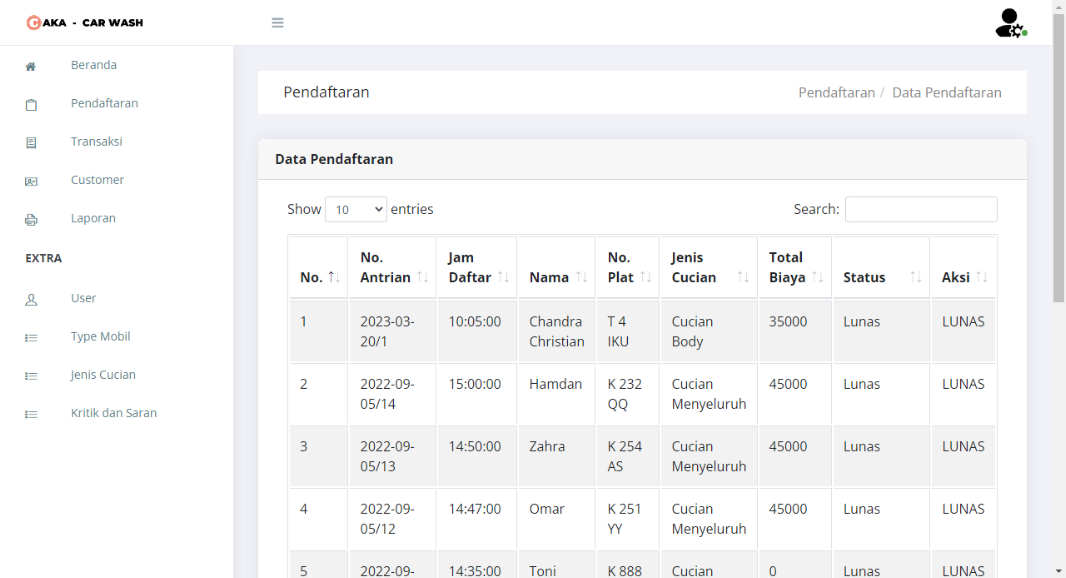 CAKA - CAR WASH
Beranda
Pendaftaran
Transaksi
Customer
Laporan
EXTRA
User
Type Mobil
Jenis Cucian
Kritik dan Saran
Pendaftaran
Pendaftaran / Data Pendaftaran
Data Pendaftaran
Show 10 entries
Search:
No. No. Antrian Jam Daftar Nama No. Plat Jenis Cucian Total Biaya Status Aksi
1 2023-03-20/1 10:05:00 Chandra Christian T 4 IKU Cucian Body 35000 Lunas LUNAS
2 2022-09-05/14 15:00:00 Hamdan K 232 QQ Cucian Menyeluruh 45000 Lunas LUNAS
3 2022-09-05/13 14:50:00 Zahra K 254 AS Cucian Menyeluruh 45000 Lunas LUNAS
4 2022-09-05/12 14:47:00 Omar K 251 YY Cucian Menyeluruh 45000 Lunas LUNAS
5 2022-09- 14:35:00 Toni K 888 Cucian 0 Lunas LUNAS